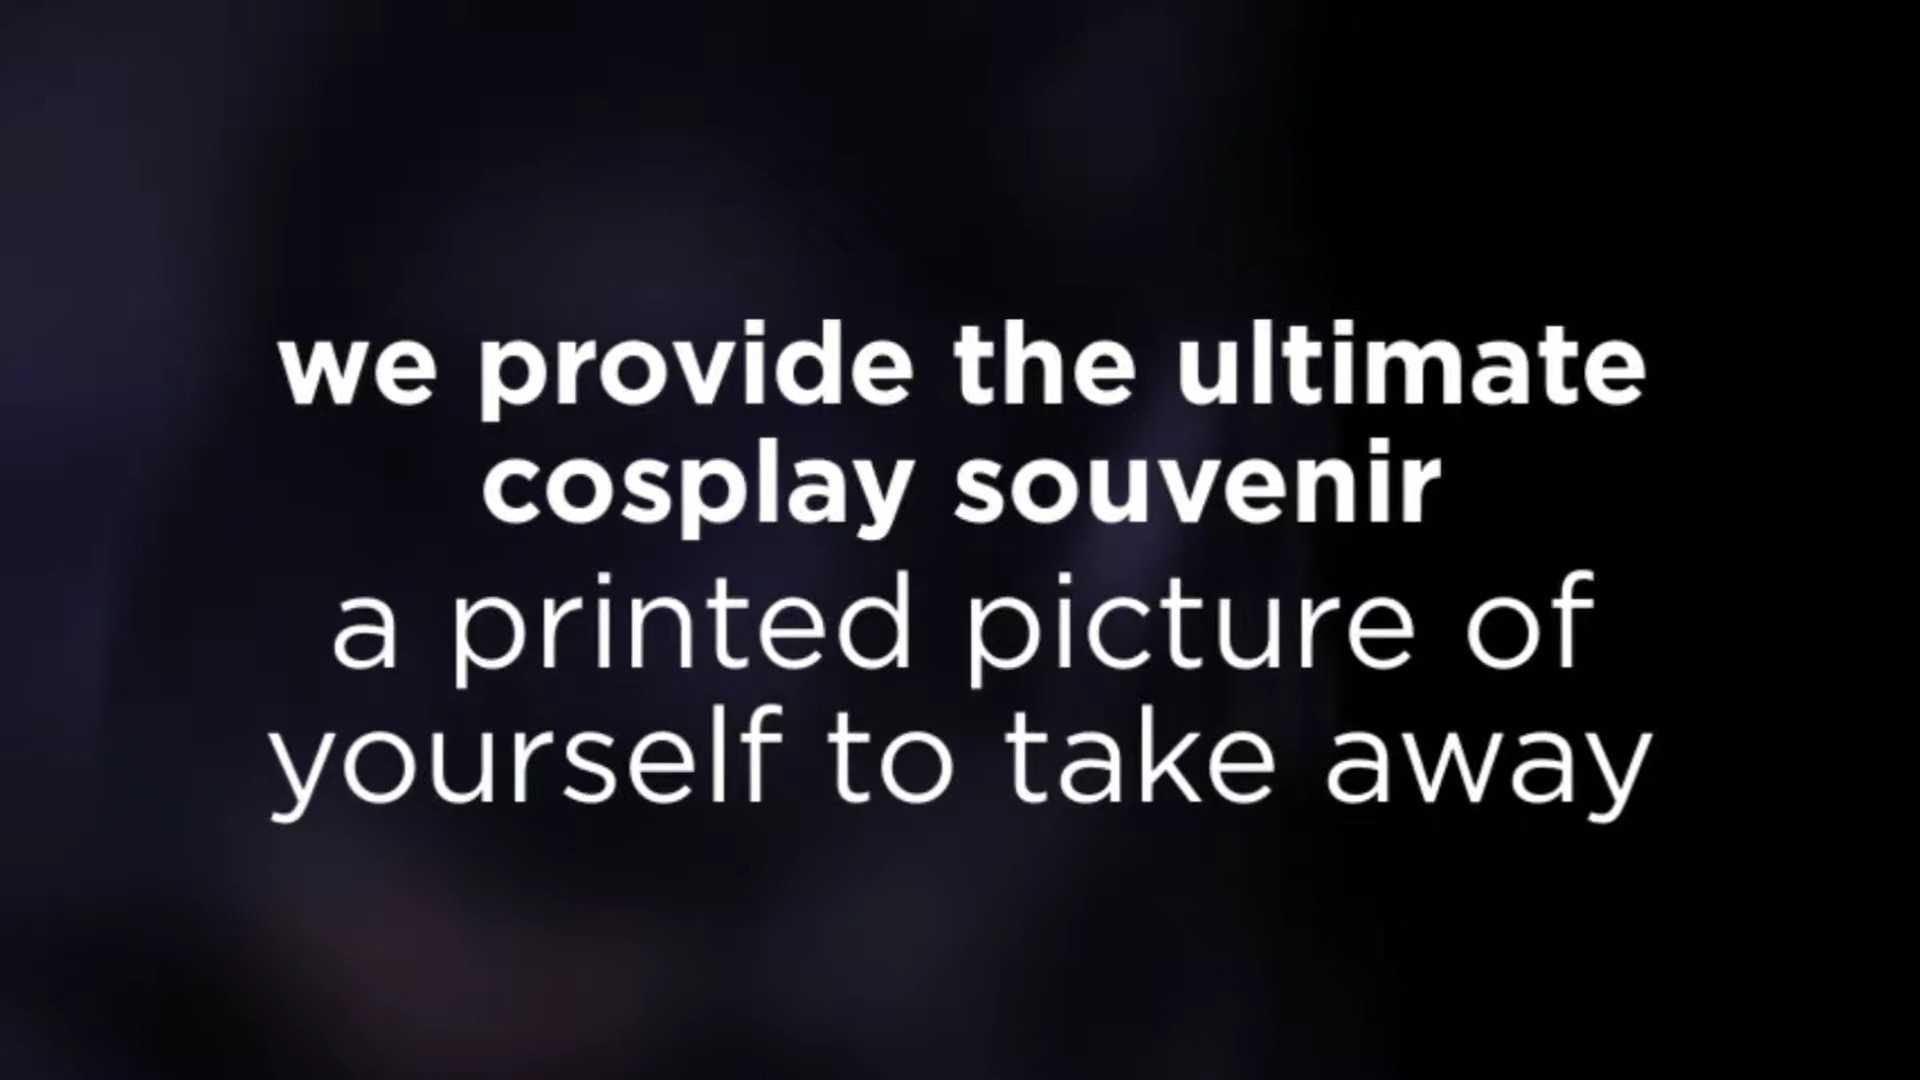 we provide the ultimate
cosplay souvenir
a printed picture of
yourself to take away